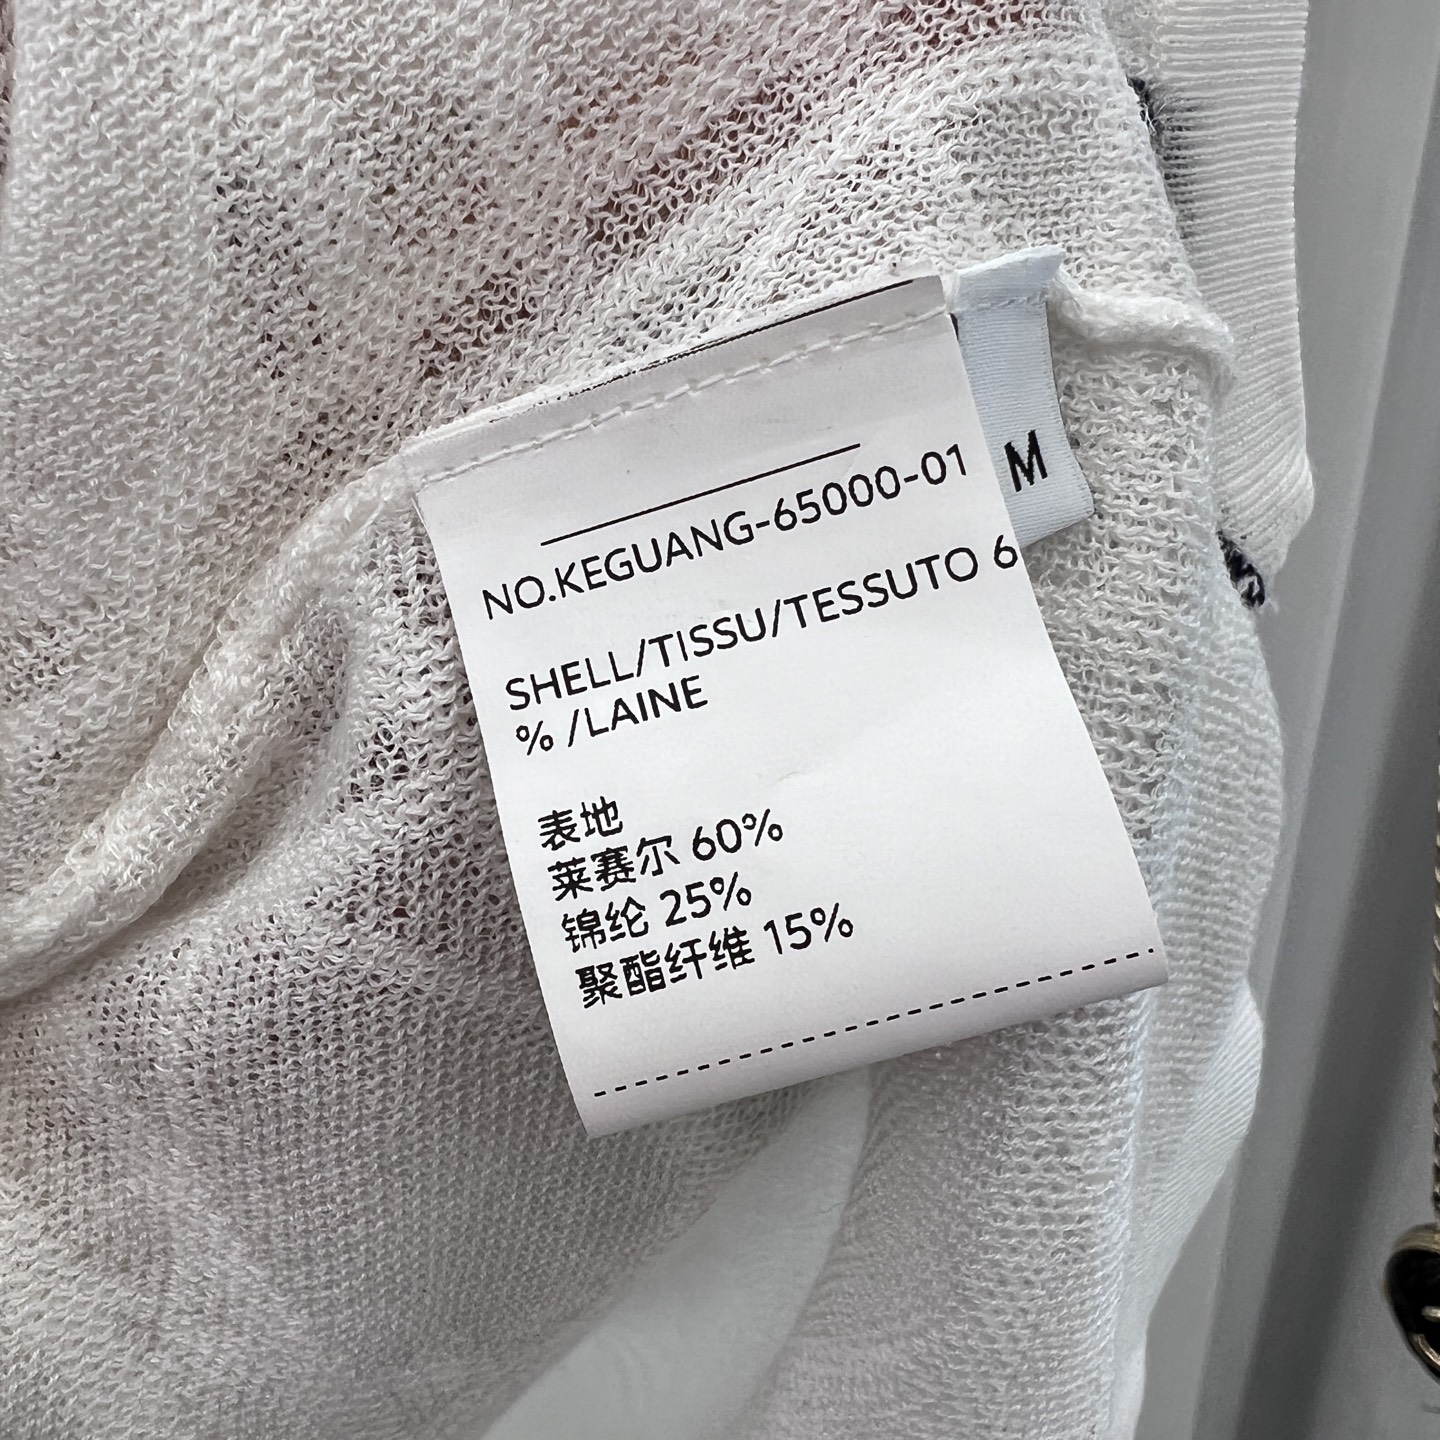 M
NO.KEGUANG-65000-01
SHELL/TISSU/TESSUTO 6
% /LAINE
表地
莱赛尔 60%
锦纶 25%
聚酯纤维 15%